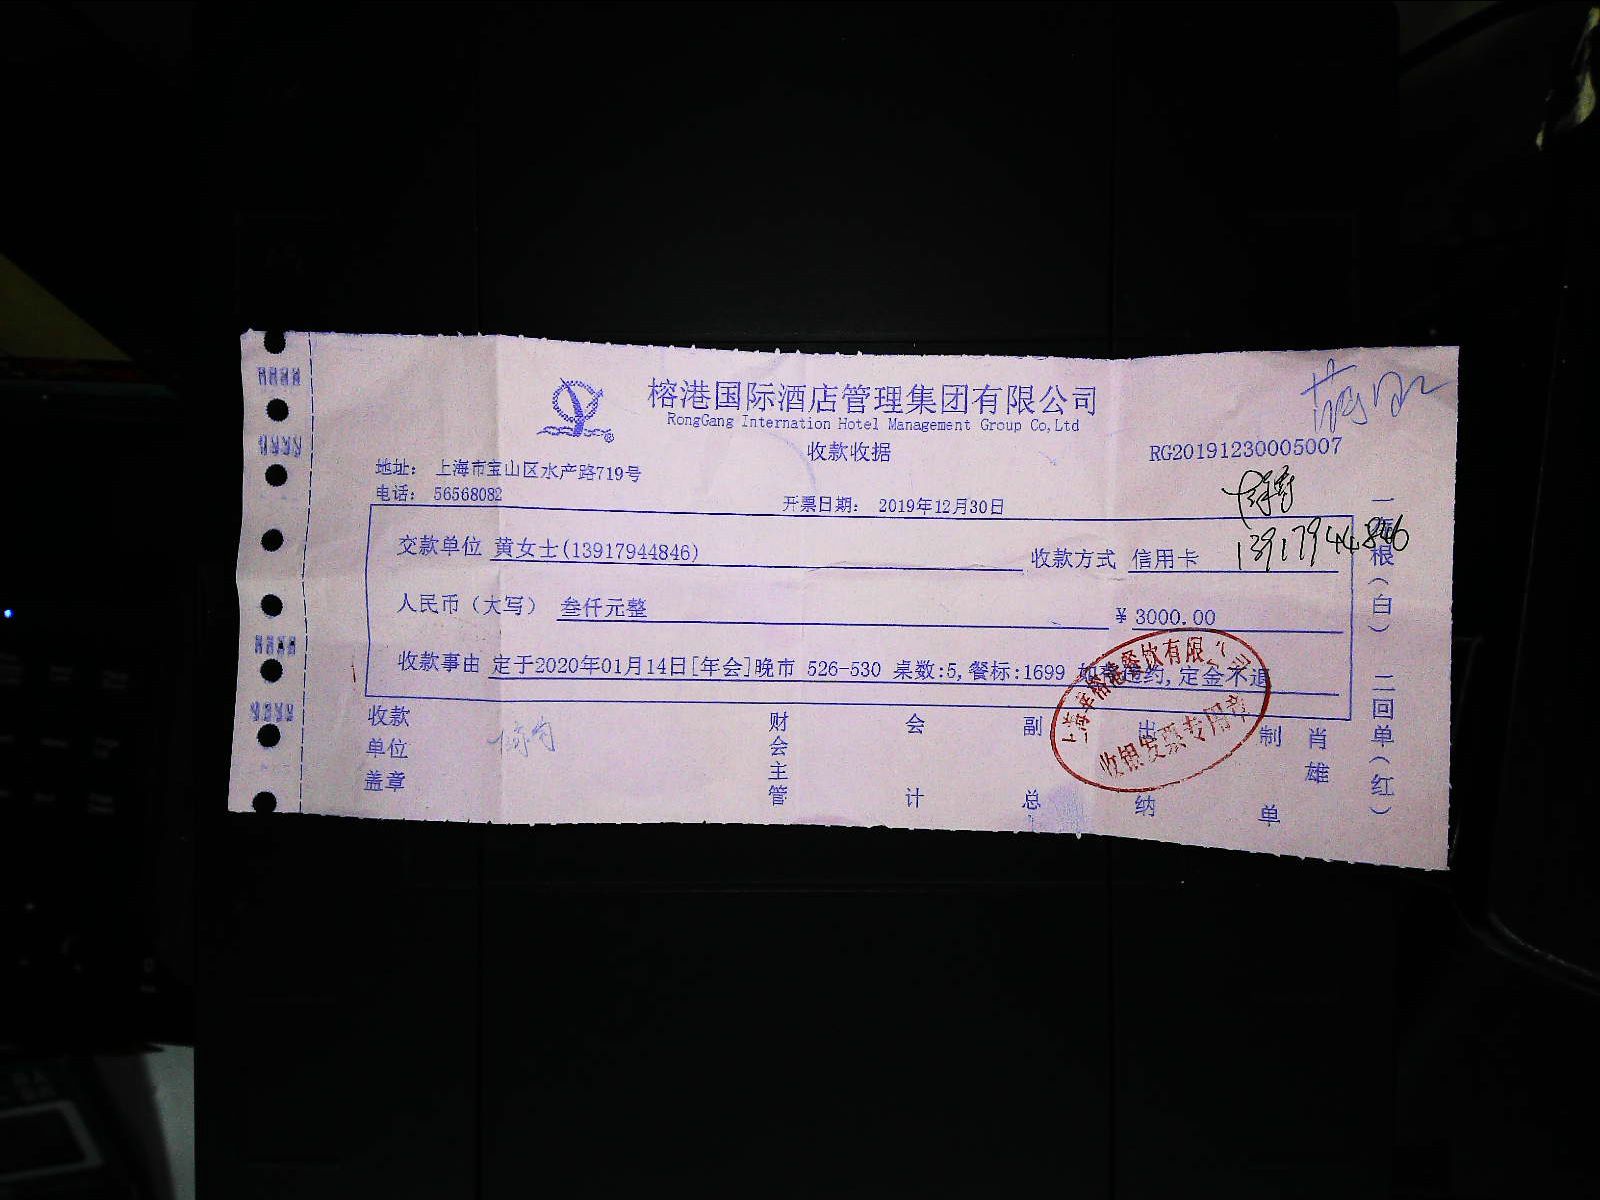 榕港国际酒店管理集团有限公司
RongGang Internation Hotel Management Group Co,Ltd
收款收据
RG20191230005007
地址： 上海市宝山区水产路719号
电话： 56568082
开票日期： 2019年12月30日
13917944846
交款单位 黄女士(13917944846)
收款方式 信用卡
人民币（大写） 叁仟元整
¥ 3000.00
收款事由 定于2020年01月14日[年会]晚市 526-530 桌数:5,餐标:1699 如若违约,定金不退
餐饮有限公司
收银发票专用章
收款单位盖章
财会主管
会计
副总
出纳
制单
肖雄
一存根(白) 二回单(红)